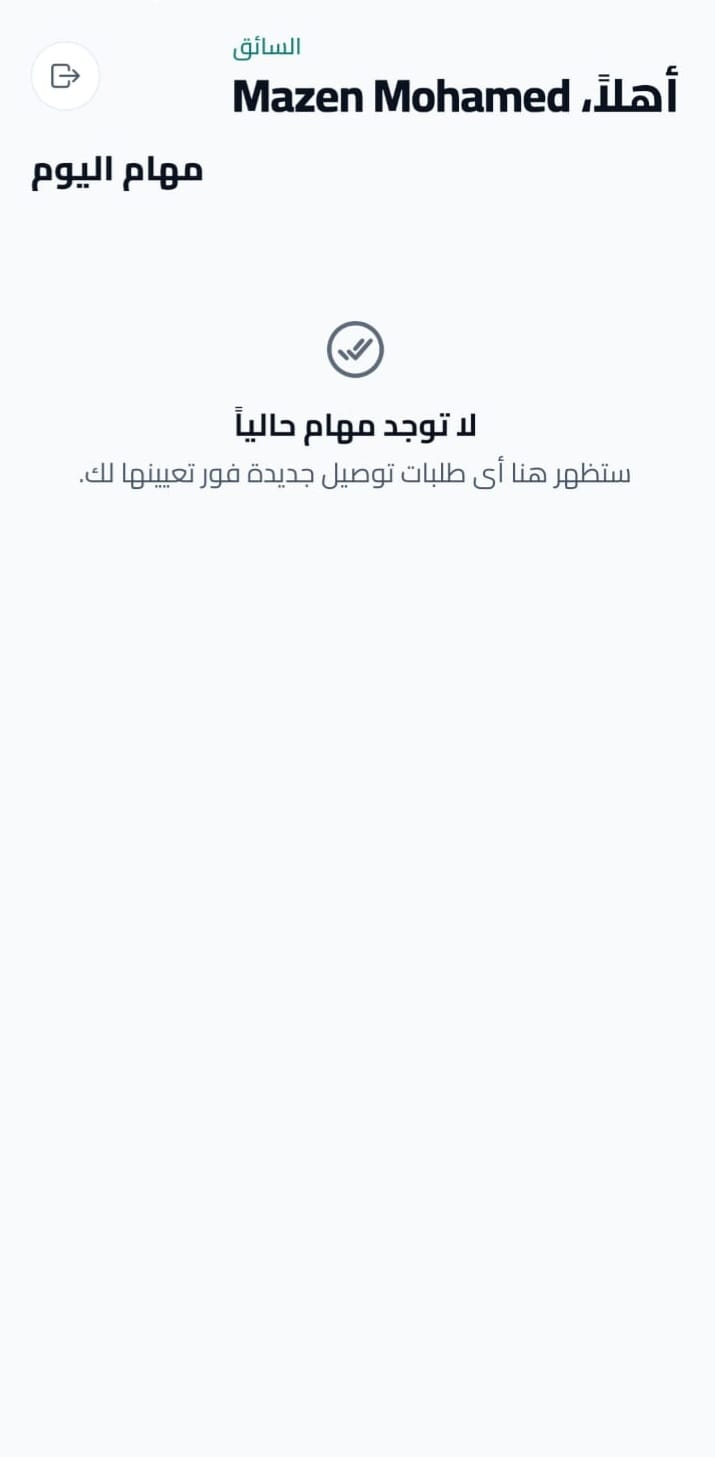 السائق
أهلاً، Mazen Mohamed
مهام اليوم
لا توجد مهام حالياً
ستظهر هنا أى طلبات توصيل جديدة فور تعيينها لك.